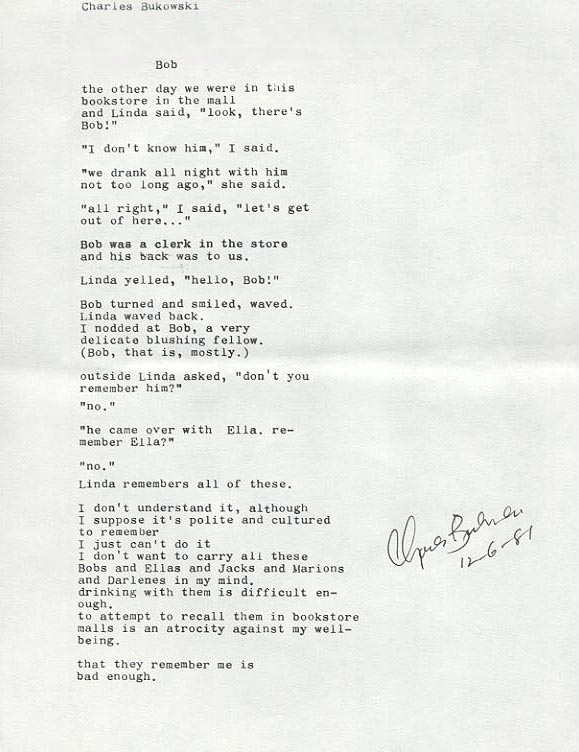 Charles Bukowski
Bob
the other day we were in this
bookstore in the mall
and Linda said, "look, there's
Bob!"
"I don't know him," I said.
"we drank all night with him
not too long ago," she said.
"all right," I said, "let's get
out of here..."
Bob was a clerk in the store
and his back was to us.
Linda yelled, "hello, Bob!"
Bob turned and smiled, waved.
Linda waved back.
I nodded at Bob, a very
delicate blushing fellow.
(Bob, that is, mostly.)
outside Linda asked, "don't you
remember him?"
"no."
"he came over with Ella. re-
member Ella?"
"no."
Linda remembers all of these.
I don't understand it, although
I suppose it's polite and cultured
to remember
I just can't do it
I don't want to carry all these
Bobs and Ellas and Jacks and Marions
and Darlenes in my mind.
drinking with them is difficult en-
ough.
to attempt to recall them in bookstore
malls is an atrocity against my well-
being.
that they remember me is
bad enough.
Charles Bukowski
12-6-81